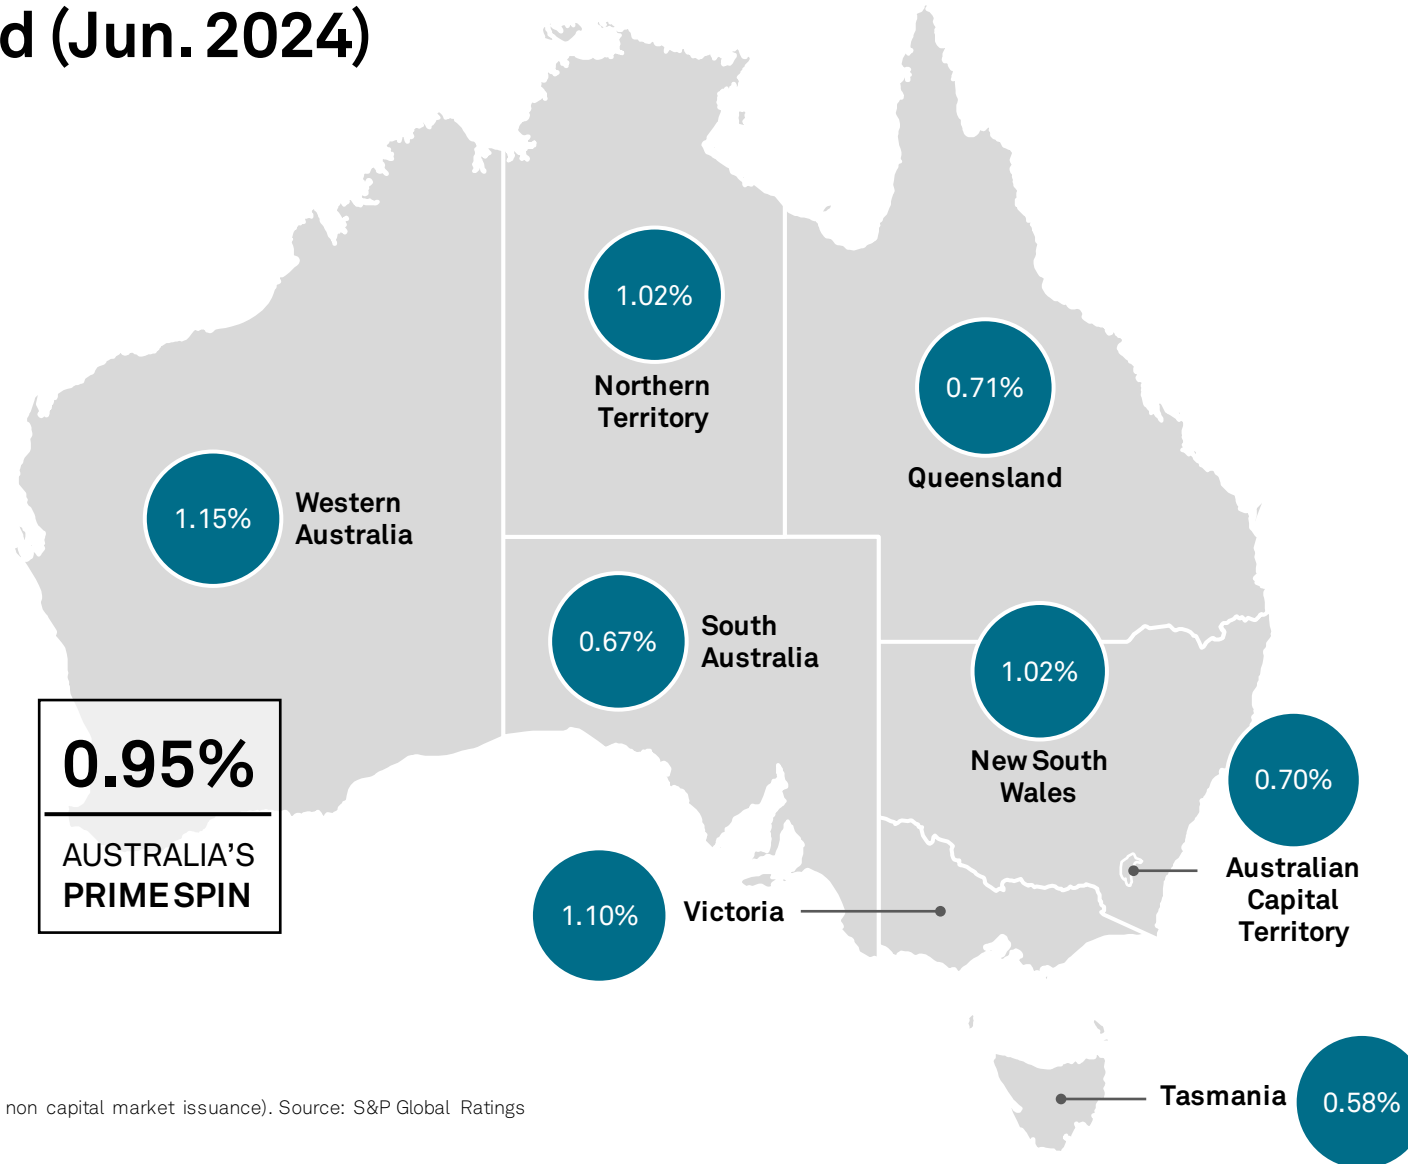 d (Jun. 2024)
1.02%
Northern
Territory
0.71%
Queensland
1.15%
Western
Australia
0.67%
South
Australia
1.02%
New South
Wales
0.95%
AUSTRALIA'S
PRIME SPIN
0.70%
Australian
Capital
Territory
1.10%
Victoria
Tasmania
0.58%
non capital market issuance). Source: S&P Global Ratings